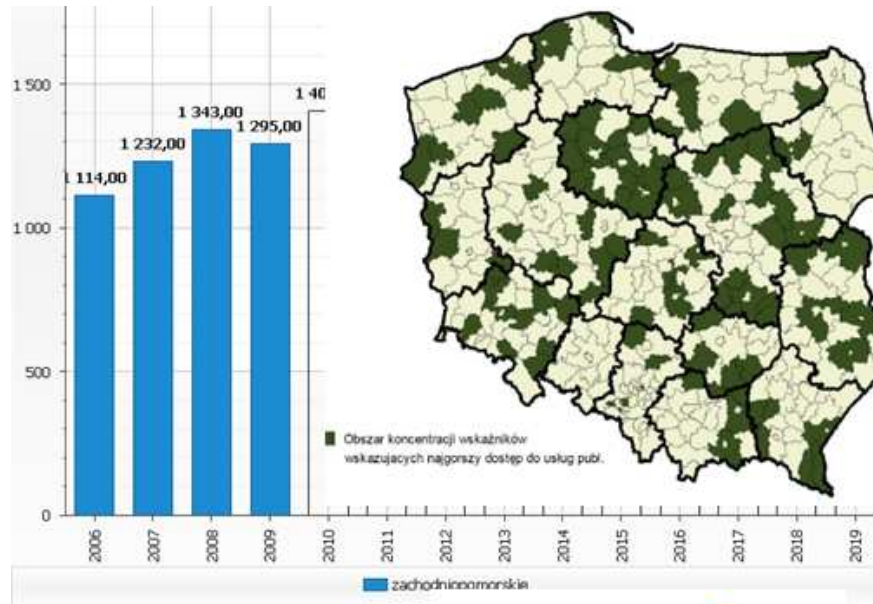 1 500
1 000
500
0
1 114,00
1 232,00
1 343,00
1 295,00
1 40
Obszar koncentracji wskaźników
wskazujacych najgorszy dostęp do usług publ.
2006 2007 2008 2009 2010 2011 2012 2013 2014 2015 2016 2017 2018 2019
zachodniopomorskie